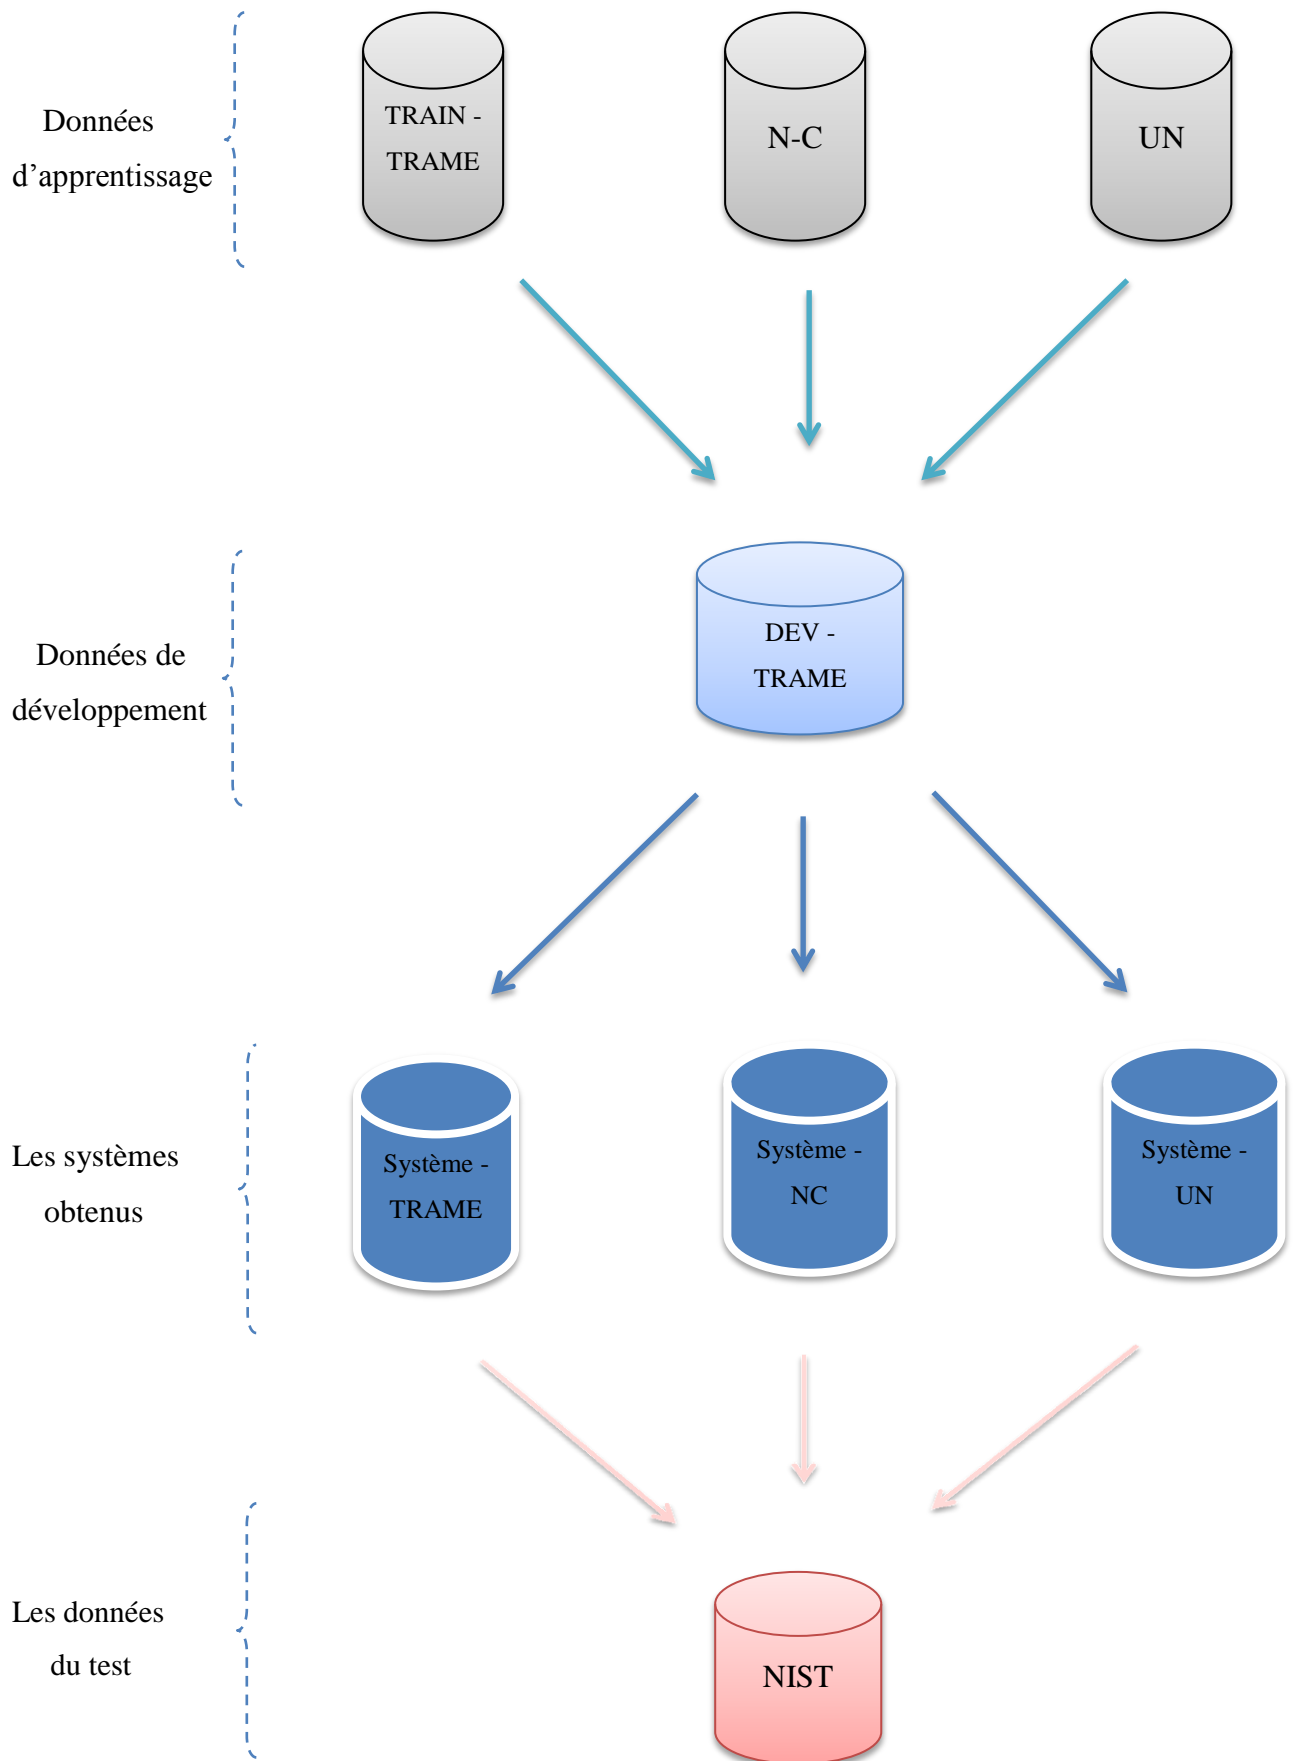 Données
d’apprentissage
TRAIN -
TRAME
N-C
UN
Données de
développement
DEV -
TRAME
Les systèmes
obtenus
Système -
TRAME
Système -
NC
Système -
UN
Les données
du test
NIST